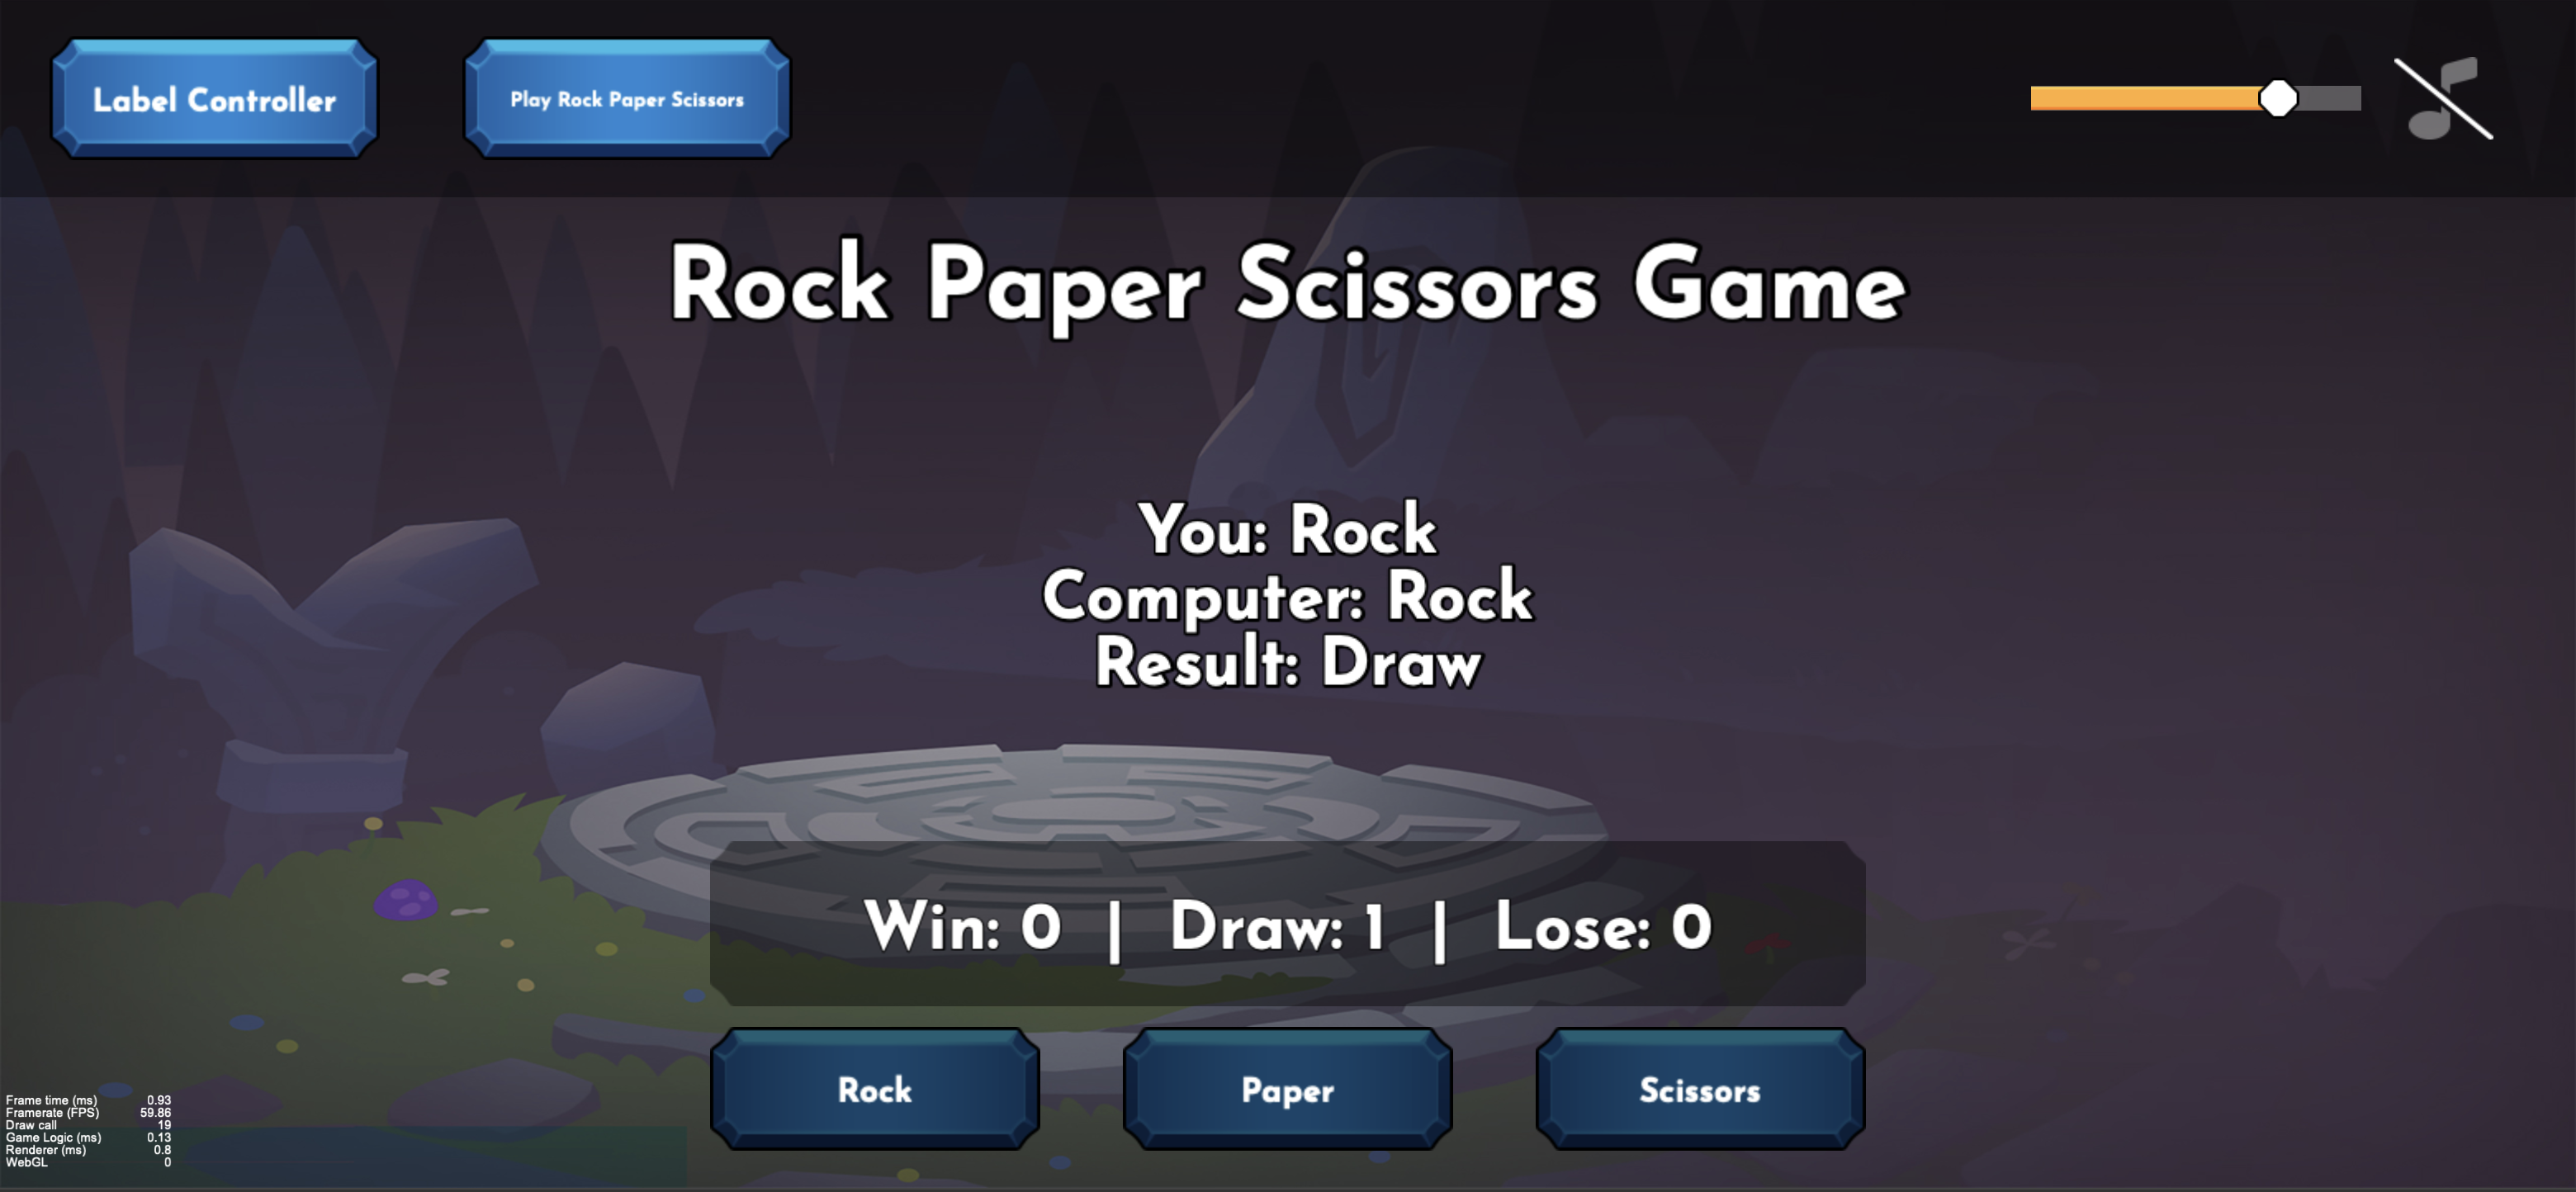 Label Controller
Play Rock Paper Scissors
Rock Paper Scissors Game
You: Rock
Computer: Rock
Result: Draw
Win: 0 | Draw: 1 | Lose: 0
Rock
Paper
Scissors
Frame time (ms) 0.93
Framerate (FPS) 59.86
Draw call 19
Game Logic (ms) 0.13
Renderer (ms) 0.8
WebGL 0